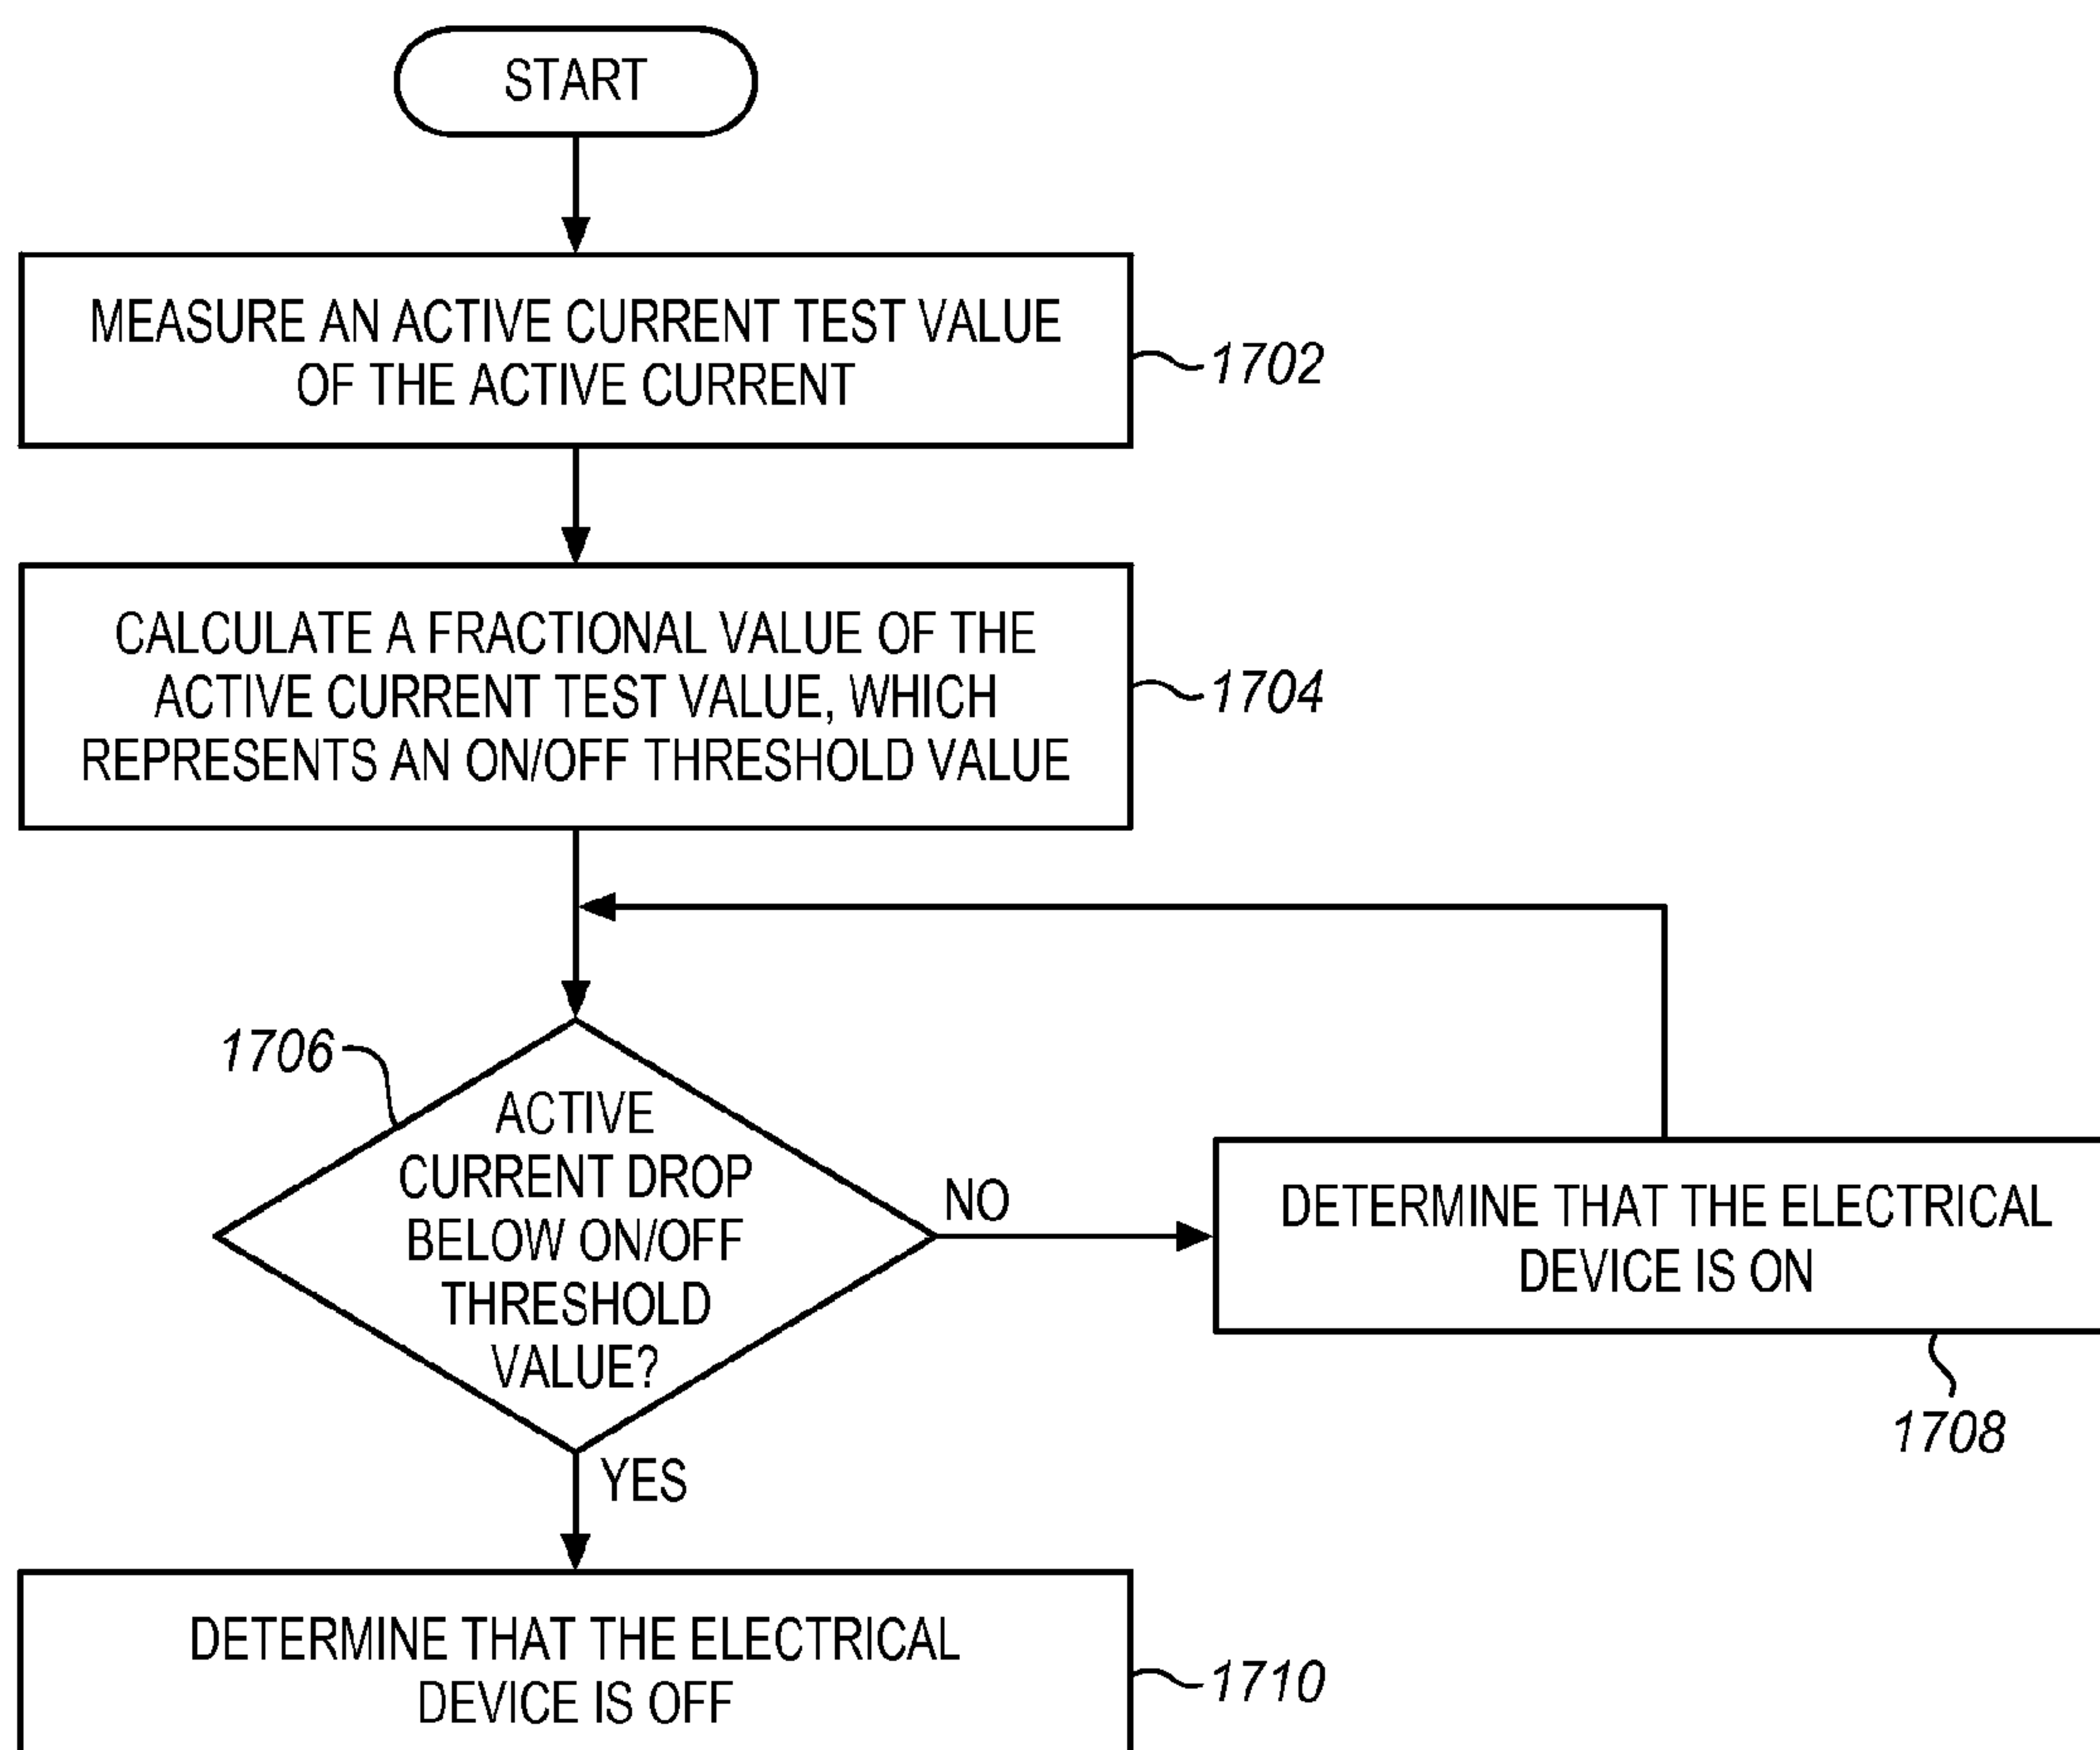 START
MEASURE AN ACTIVE CURRENT TEST VALUE
OF THE ACTIVE CURRENT
1702
CALCULATE A FRACTIONAL VALUE OF THE
ACTIVE CURRENT TEST VALUE, WHICH
REPRESENTS AN ON/OFF THRESHOLD VALUE
1704
1706
ACTIVE
CURRENT DROP
BELOW ON/OFF
THRESHOLD
VALUE?
NO
DETERMINE THAT THE ELECTRICAL
DEVICE IS ON
1708
YES
DETERMINE THAT THE ELECTRICAL
DEVICE IS OFF
1710